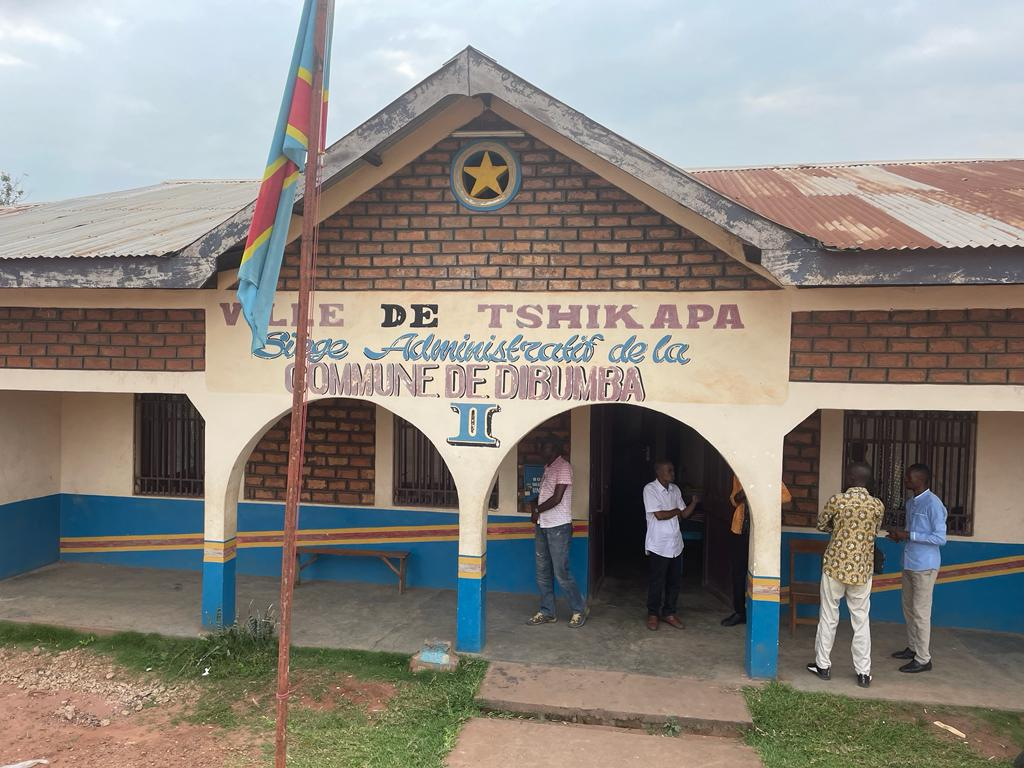 VILLE DE TSHIKAPA
Siège Administratif de la
COMMUNE DE DIBUMBA
II